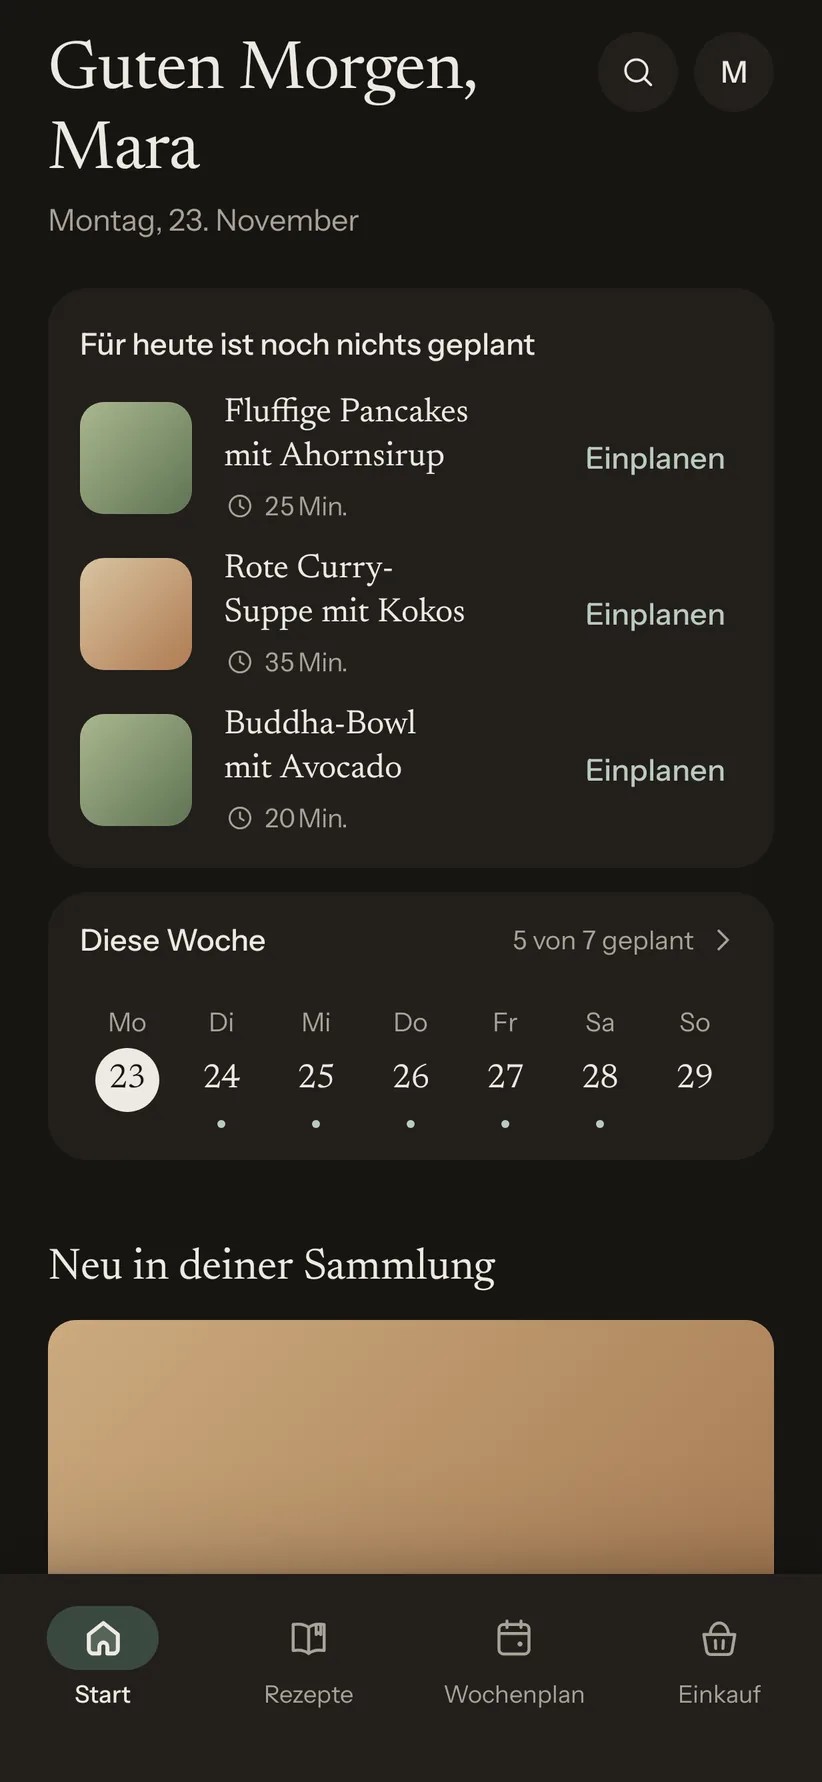 Guten Morgen,
Mara
M
Montag, 23. November
Für heute ist noch nichts geplant
Fluffige Pancakes
mit Ahornsirup
25 Min.
Einplanen
Rote Curry-
Suppe mit Kokos
35 Min.
Einplanen
Buddha-Bowl
mit Avocado
20 Min.
Einplanen
Diese Woche
5 von 7 geplant
Mo Di Mi Do Fr Sa So
23 24 25 26 27 28 29
Neu in deiner Sammlung
Start Rezepte Wochenplan Einkauf